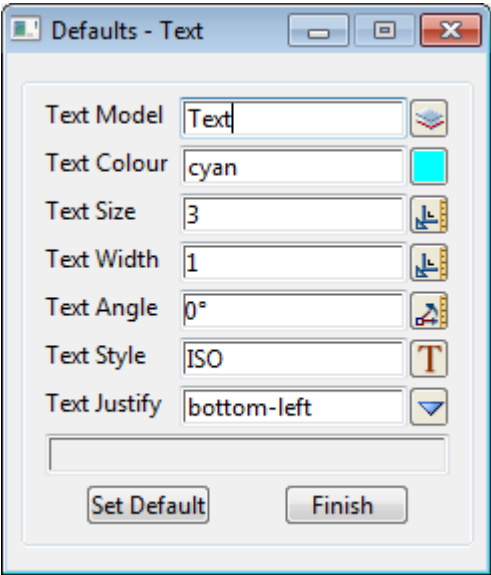 Defaults - Text
Text Model Text
Text Colour cyan
Text Size 3
Text Width 1
Text Angle 0°
Text Style ISO T
Text Justify bottom-left
Set Default Finish